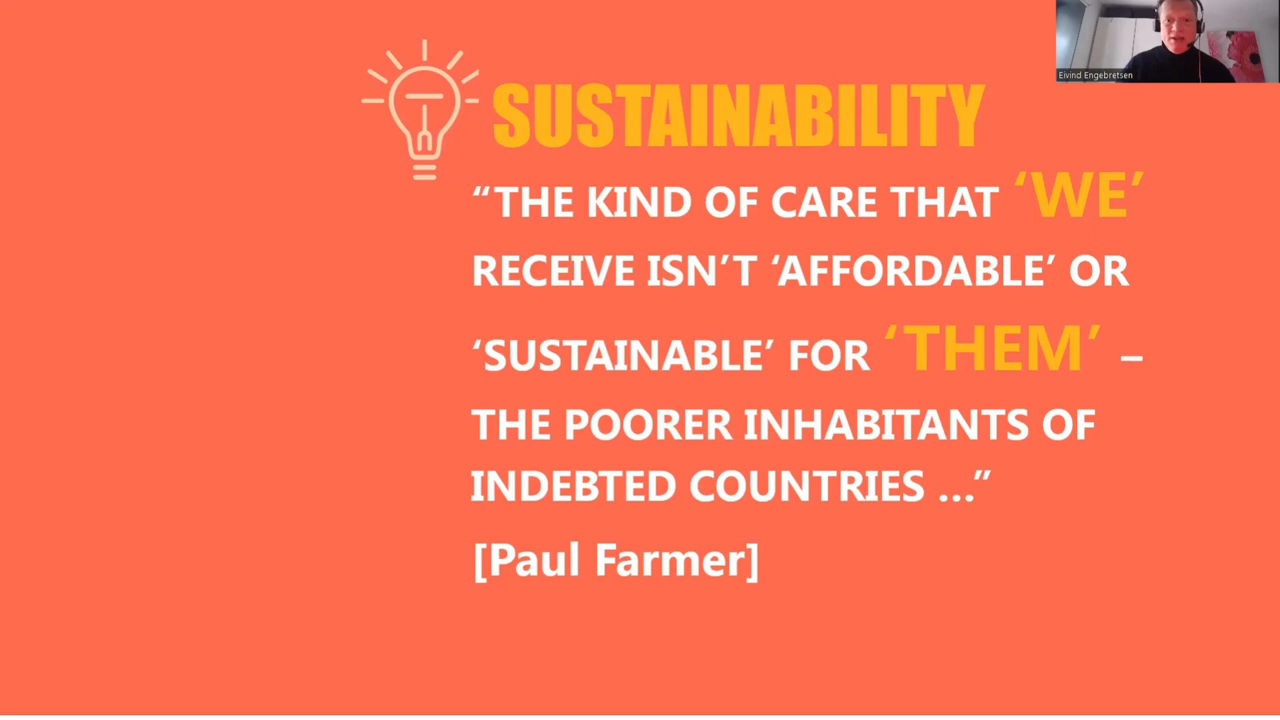 Eivind Engebretsen
SUSTAINABILITY
“THE KIND OF CARE THAT ‘WE’
RECEIVE ISN’T ‘AFFORDABLE’ OR
‘SUSTAINABLE’ FOR ‘THEM’ –
THE POORER INHABITANTS OF
INDEBTED COUNTRIES …”
[Paul Farmer]